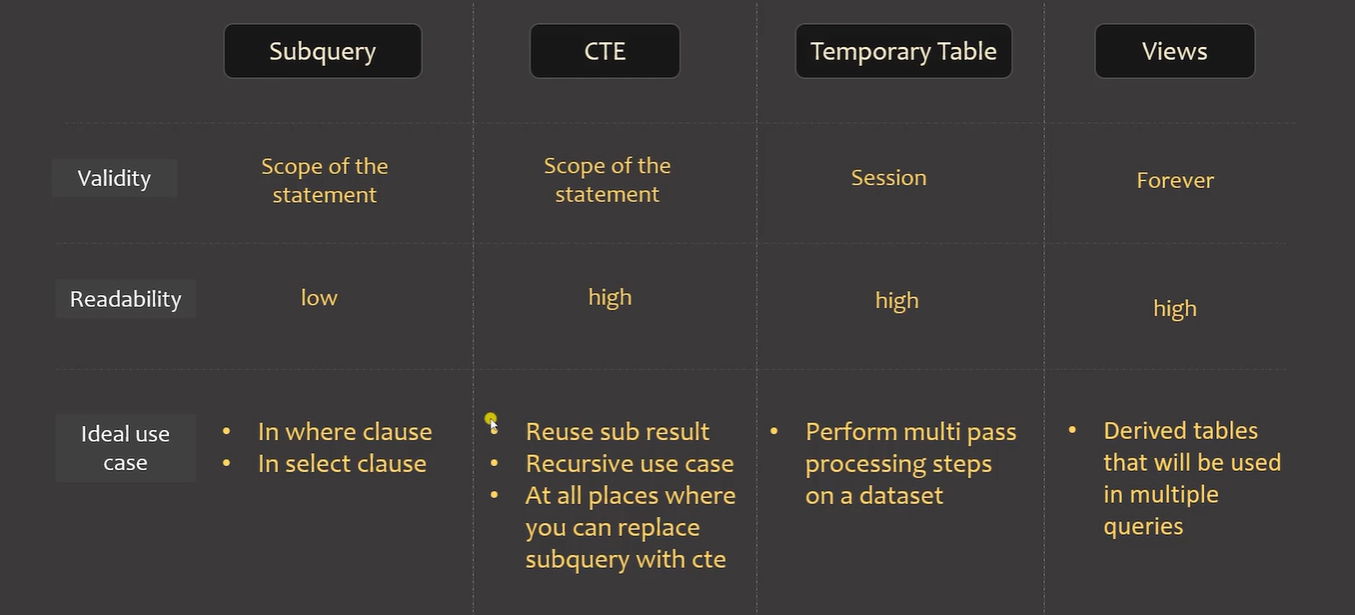 Subquery
CTE
Temporary Table
Views
Validity
Scope of the
statement
Scope of the
statement
Session
Forever
Readability
low
high
high
high
Ideal use
case
• In where clause
• In select clause
• Reuse sub result
• Recursive use case
• At all places where
you can replace
subquery with cte
• Perform multi pass
processing steps
on a dataset
• Derived tables
that will be used
in multiple
queries